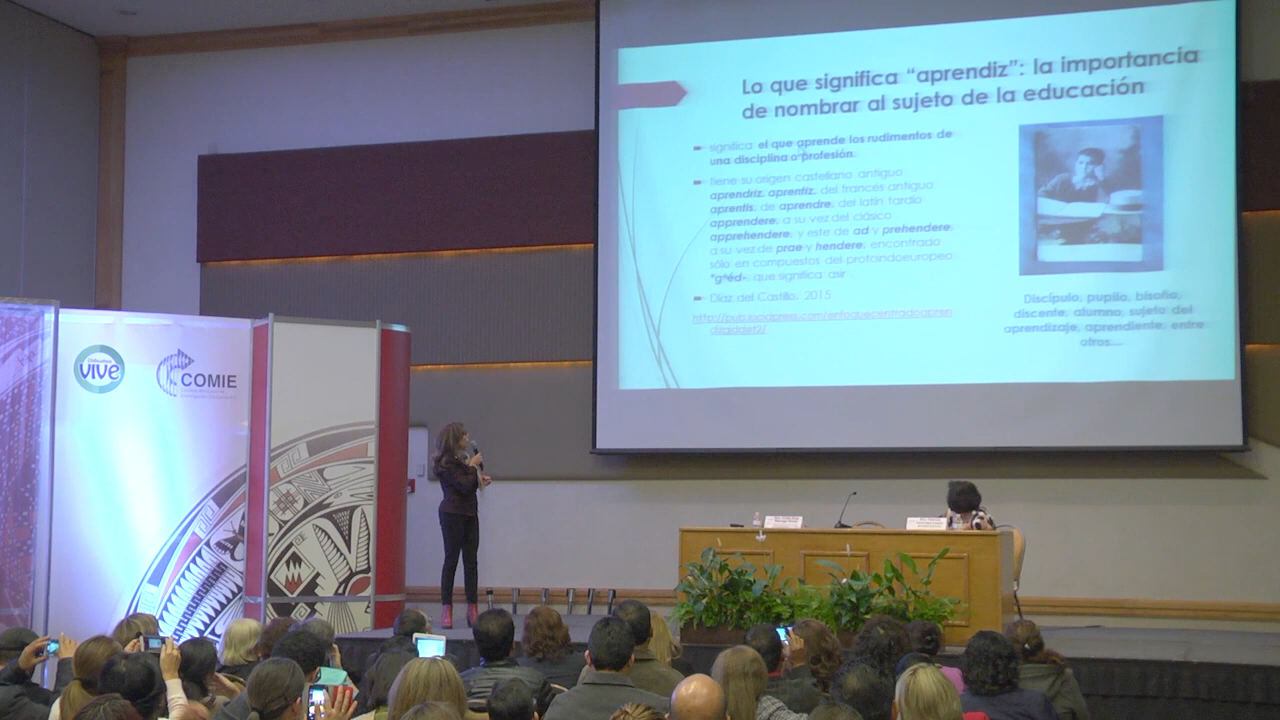 Lo que significa “aprendiz”: la importancia
de nombrar al sujeto de la educación
significa el que aprende los rudimentos de
una disciplina o profesión.
tiene su origen castellano antiguo
aprendriz, aprentiz, del francés antiguo
aprentis, de aprendre, del latín tardío
apprendere, a su vez del clásico
apprehendere, y este de ad y prehendere,
a su vez de prae y hendere, encontrado
sólo en compuestos del protoindoeuropeo
que significa asir.
Díaz del Castillo, 2015
Discípulo, pupilo, bisoño,
discente, alumno, sujeto del
aprendizaje, aprendiente, entre
otros...
Chihuahua
VIVE
COMIE